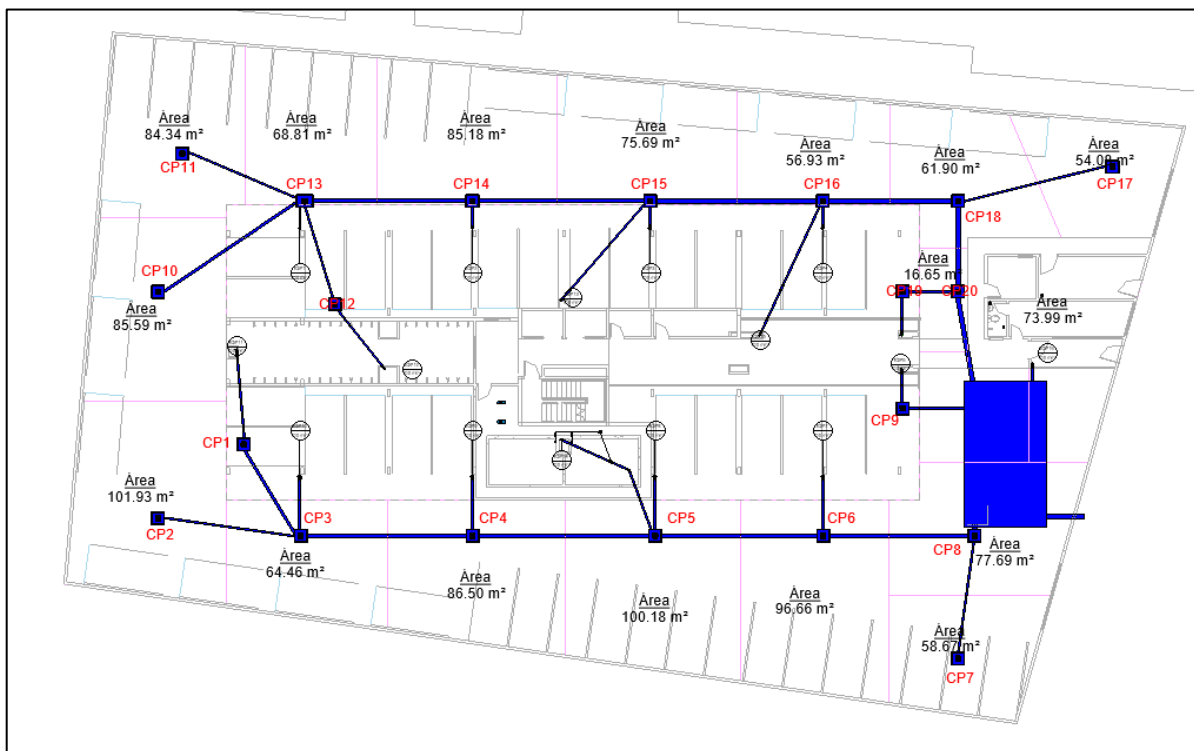 Àrea
84.34 m²
Àrea
68.81 m²
Àrea
85.18 m²
Àrea
75.69 m²
Àrea
56.93 m²
Àrea
61.90 m²
Àrea
CP11
CP17
CP13
CP14
CP15
CP16
CP18
CP10
Àrea
16.65 m²
CP12
CP20
Àrea
73.99 m²
85.59 m²
CP9
CP1
101.93 m²
CP2
CP3
CP4
CP5
CP6
CP8
Àrea
64.46 m²
Àrea
77.69 m²
Àrea
86.50 m²
Àrea
100.18 m²
Àrea
96.66 m²
Àrea
58.67 m²
CP7